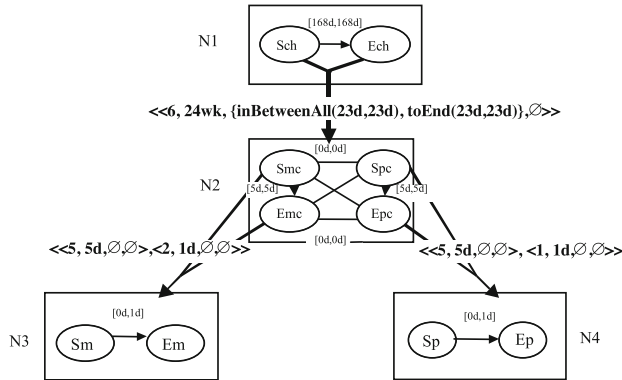 [168d,168d]
N1
Sch
Ech
<<6, 24wk, {inBetweenAll(23d,23d), toEnd(23d,23d)},∅>>
[0d,0d]
Smc
Spc
N2
[5d,5d]
[5d,5d]
Emc
Epc
[0d,0d]
<<5, 5d,∅,∅>,<2, 1d,∅,∅>>
<<5, 5d,∅,∅>, <1, 1d,∅,∅>>
[0d,1d]
[0d,1d]
N3
Sm
Em
Sp
Ep
N4